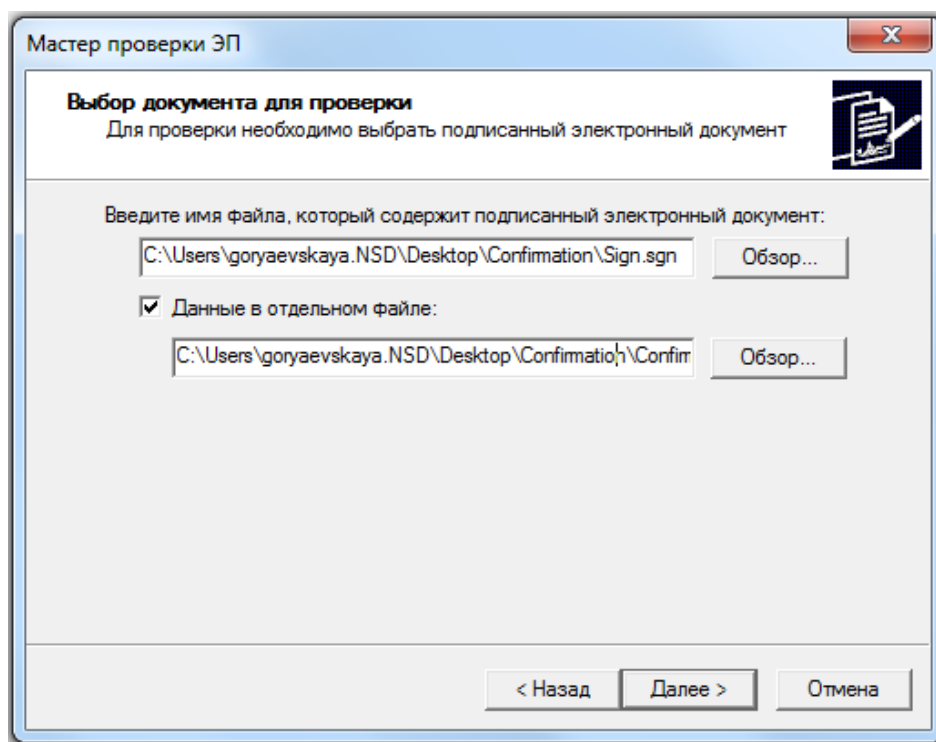 Мастер проверки ЭП
Выбор документа для проверки
Для проверки необходимо выбрать подписанный электронный документ
Введите имя файла, который содержит подписанный электронный документ:
C:\Users\goryaevskaya.NSD\Desktop\Confirmation\Sign.sgn
Обзор...
Данные в отдельном файле:
C:\Users\goryaevskaya.NSD\Desktop\Confirmation\Confirm
Обзор...
< Назад
Далее >
Отмена